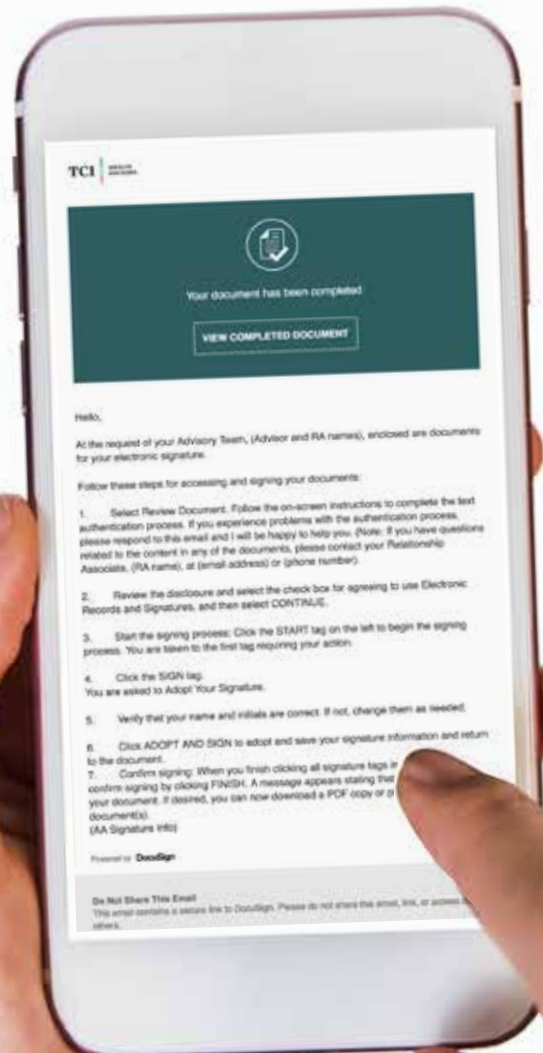 TCI WEALTH ADVISORS
Your document has been completed
VIEW COMPLETED DOCUMENT
Hello,
At the request of your Advisory Team, (Advisor and RA names), enclosed are documents
for your electronic signature.
Follow these steps for accessing and signing your documents:
1. Select Review Document. Follow the on-screen instructions to complete the text
authentication process. If you experience problems with the authentication process,
please respond to this email and I will be happy to help you. (Note: If you have questions
related to the content in any of the documents, please contact your Relationship
Associate, (RA name), at (email address) or (phone number).
2. Review the disclosure and select the check box for agreeing to use Electronic
Records and Signatures, and then select CONTINUE.
3. Start the signing process: Click the START tag on the left to begin the signing
process. You are taken to the first tag requiring your action.
4. Click the SIGN tag.
You are asked to Adopt Your Signature.
5. Verify that your name and initials are correct. If not, change them as needed.
6. Click ADOPT AND SIGN to adopt and save your signature information and return
to the document.
7. Confirm signing: When you finish clicking all signature tags
confirm signing by clicking FINISH. A message appears stating that
your document. If desired, you can now download a PDF copy or
document(s).
(AA Signature Info)
Powered by DocuSign
Do Not Share This Email
This email contains a secure link to DocuSign. Please do not share this email, link, or access
others.